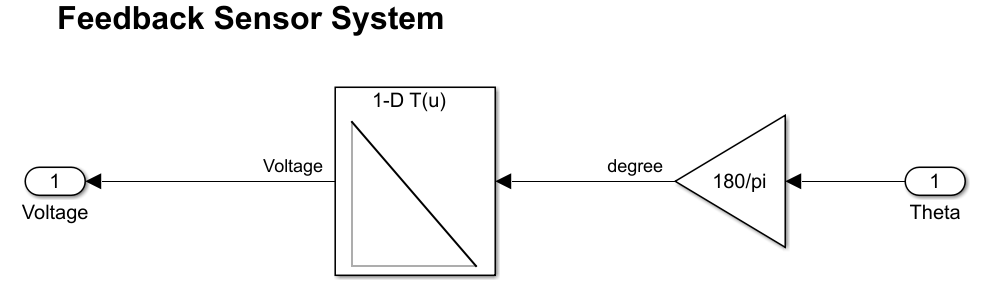 Feedback Sensor System
1-D T(u)
Voltage
degree
1
180/pi
1
Voltage
Theta